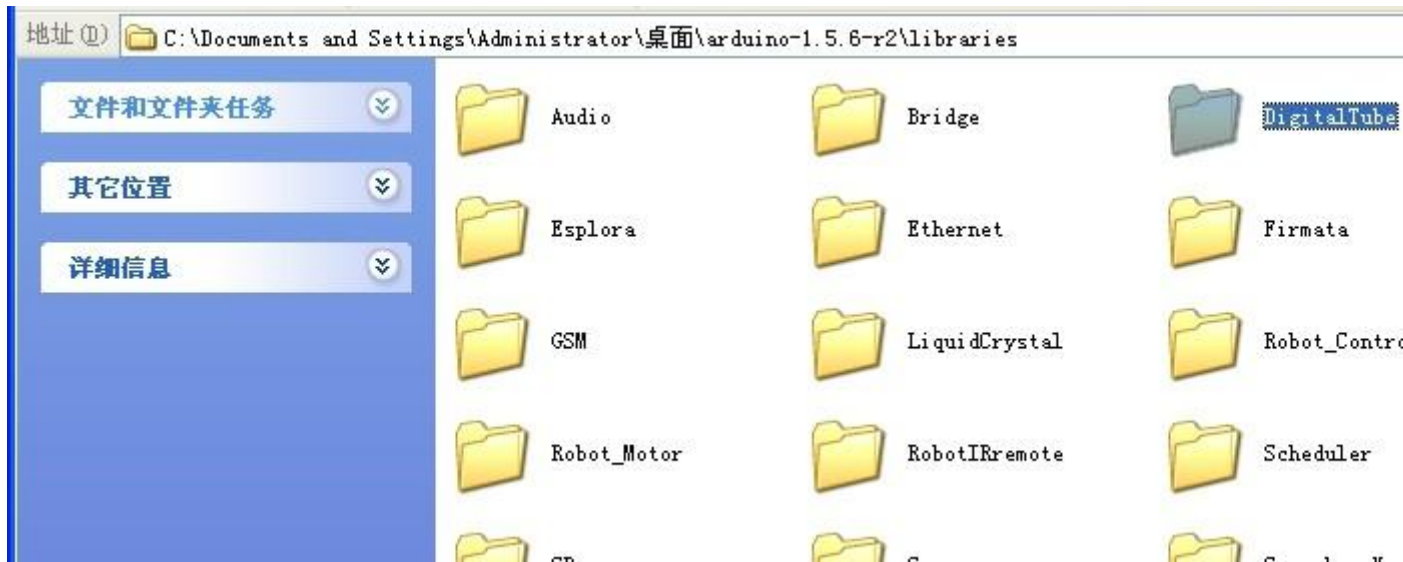 地址(D) C:\Documents and Settings\Administrator\桌面\arduino-1.5.6-r2\libraries
文件和文件夹任务
其它位置
详细信息
Audio Bridge DigitalTube
Esplora Ethernet Firmata
GSM LiquidCrystal Robot_Contro
Robot_Motor RobotIRremote Scheduler